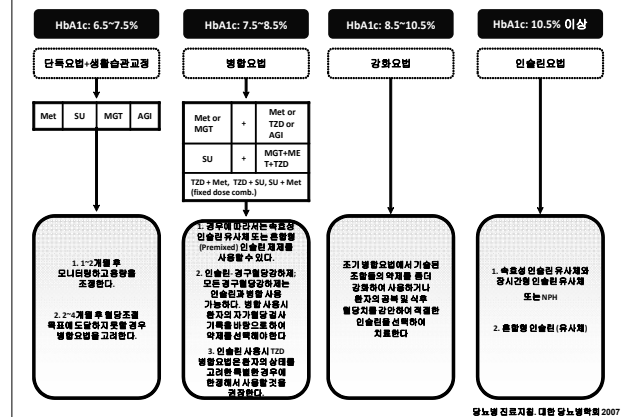 HbA1c: 6.5~7.5%
HbA1c: 7.5~8.5%
HbA1c: 8.5~10.5%
HbA1c: 10.5% 이상
단독요법+생활습관교정
병합요법
강화요법
인슐린요법
Met SU MGT AGI
Met or
MGT
+
Met or
TZD or
AGI
SU
+
MGT+ME
T+TZD
TZD + Met, TZD + SU, SU + Met
(fixed dose comb.)
1. 1~2개월 후
모니터링하고 용량을
조절한다.
2. 2~4개월 후 혈당조절
목표에 도달하지 못할 경우
병합요법을 고려한다.
1. 경우에 따라서는 속효성
인슐린 유사체 또는 혼합형
(Premixed) 인슐린 제제를
사용할 수 있다.
2. 인슐린- 경구혈당강하제;
모든 경구혈당강하제는
인슐린과 병합 사용
가능하다. 병합 사용시
환자의 자가혈당 검사
기록을 바탕으로 하여
약제를 선택해야 한다
3. 인슐린 사용시 TZD
병합요법은 환자의 상태를
고려한 특별한 경우에
한정해서 사용할 것을
권장한다.
조기 병합요법에서 기술된
조합들의 약제를 좀더
강화하여 사용하거나
환자의 공복 및 식후
혈당치를 감안하여 적절한
인슐린을 선택하여
치료한다
1. 속효성 인슐린 유사체와
장시간형 인슐린 유사체
또는 NPH
2. 혼합형 인슐린 (유사체)
당뇨병 진료지침. 대한 당뇨병학회 2007